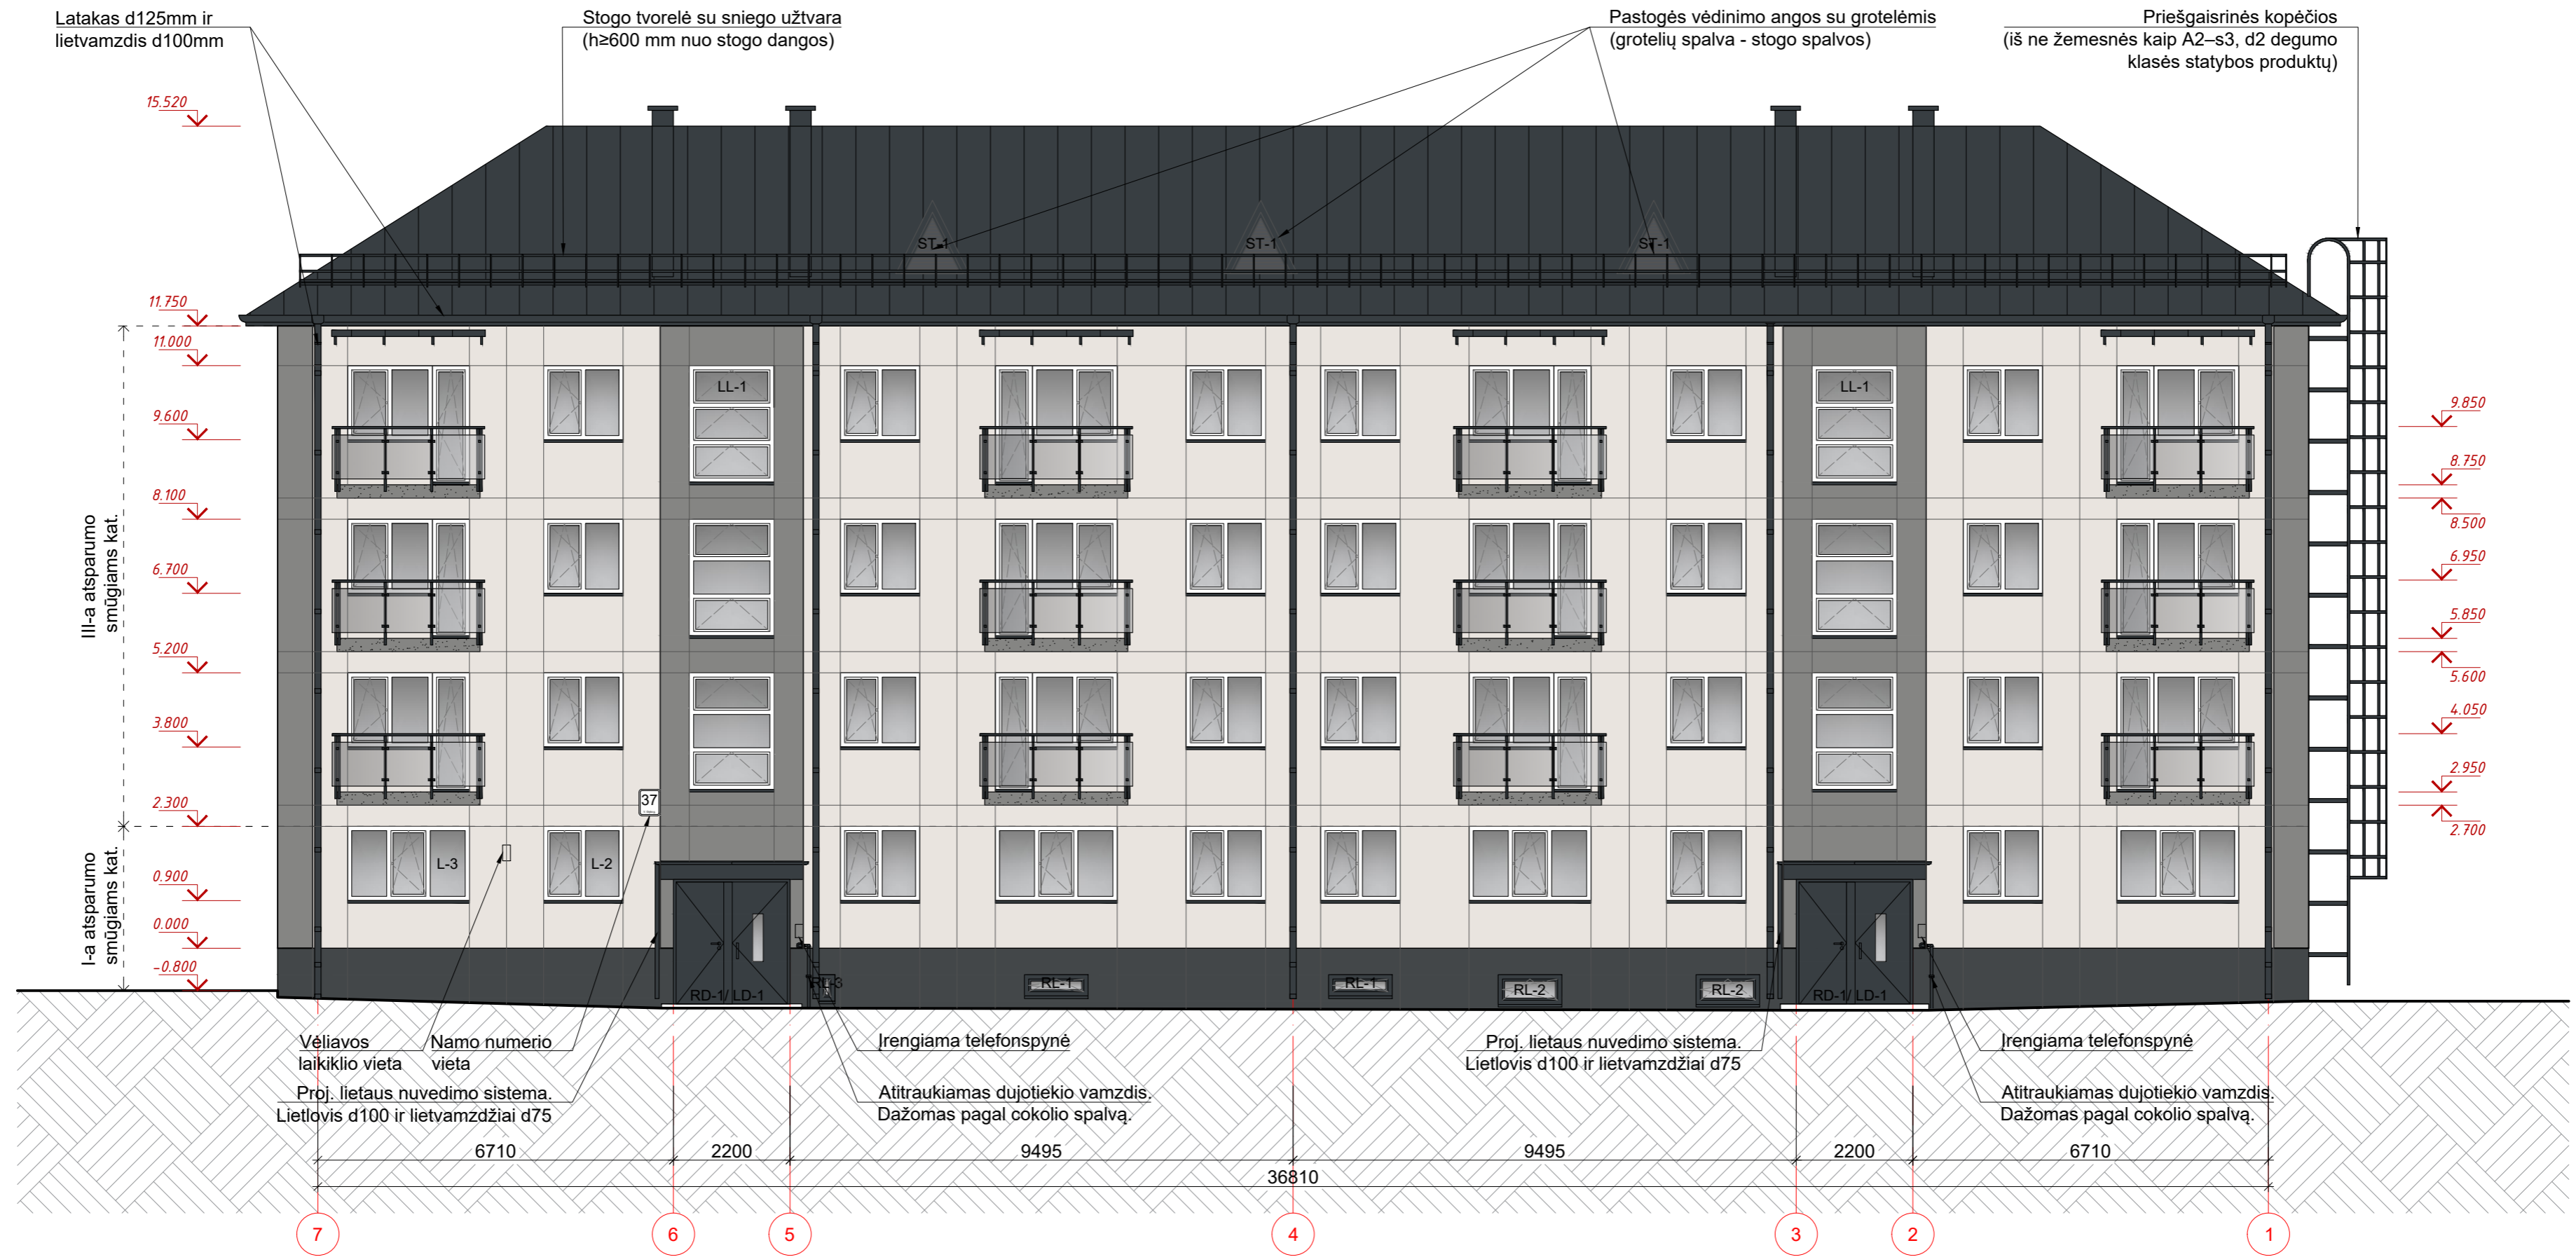 Latakas d125mm ir
lietvamzdis d100mm
Stogo tvorelė su sniego užtvara
(h≥600 mm nuo stogo dangos)
Pastogės vėdinimo angos su grotelėmis
(grotelių spalva - stogo spalvos)
Priešgaisrinės kopėčios
(iš ne žemesnės kaip A2–s3, d2 degumo
klasės statybos produktų)
15.520
11.750
11.000
9.600
8.100
6.700
5.200
3.800
2.300
0.900
0.000
-0.800
III-a atsparumo
smūgiams kat.
I-a atsparumo
smūgiams kat.
ST-1
ST-1
ST-1
LL-1
LL-1
37
L-3
L-2
RD-1/ LD-1
RL-3
RL-1
RL-1
RL-2
RL-2
RD-1/ LD-1
9.850
8.750
8.500
6.950
5.850
5.600
4.050
2.950
2.700
Vėliavos
laikiklio vieta
Namo numerio
vieta
Proj. lietaus nuvedimo sistema.
Lietlovis d100 ir lietvamzdžiai d75
Įrengiama telefonspynė
Atitraukiamas dujotiekio vamzdis.
Dažomas pagal cokolio spalvą.
Proj. lietaus nuvedimo sistema.
Lietlovis d100 ir lietvamzdžiai d75
Įrengiama telefonspynė
Atitraukiamas dujotiekio vamzdis.
Dažomas pagal cokolio spalvą.
6710
2200
9495
9495
2200
6710
36810
7
6
5
4
3
2
1